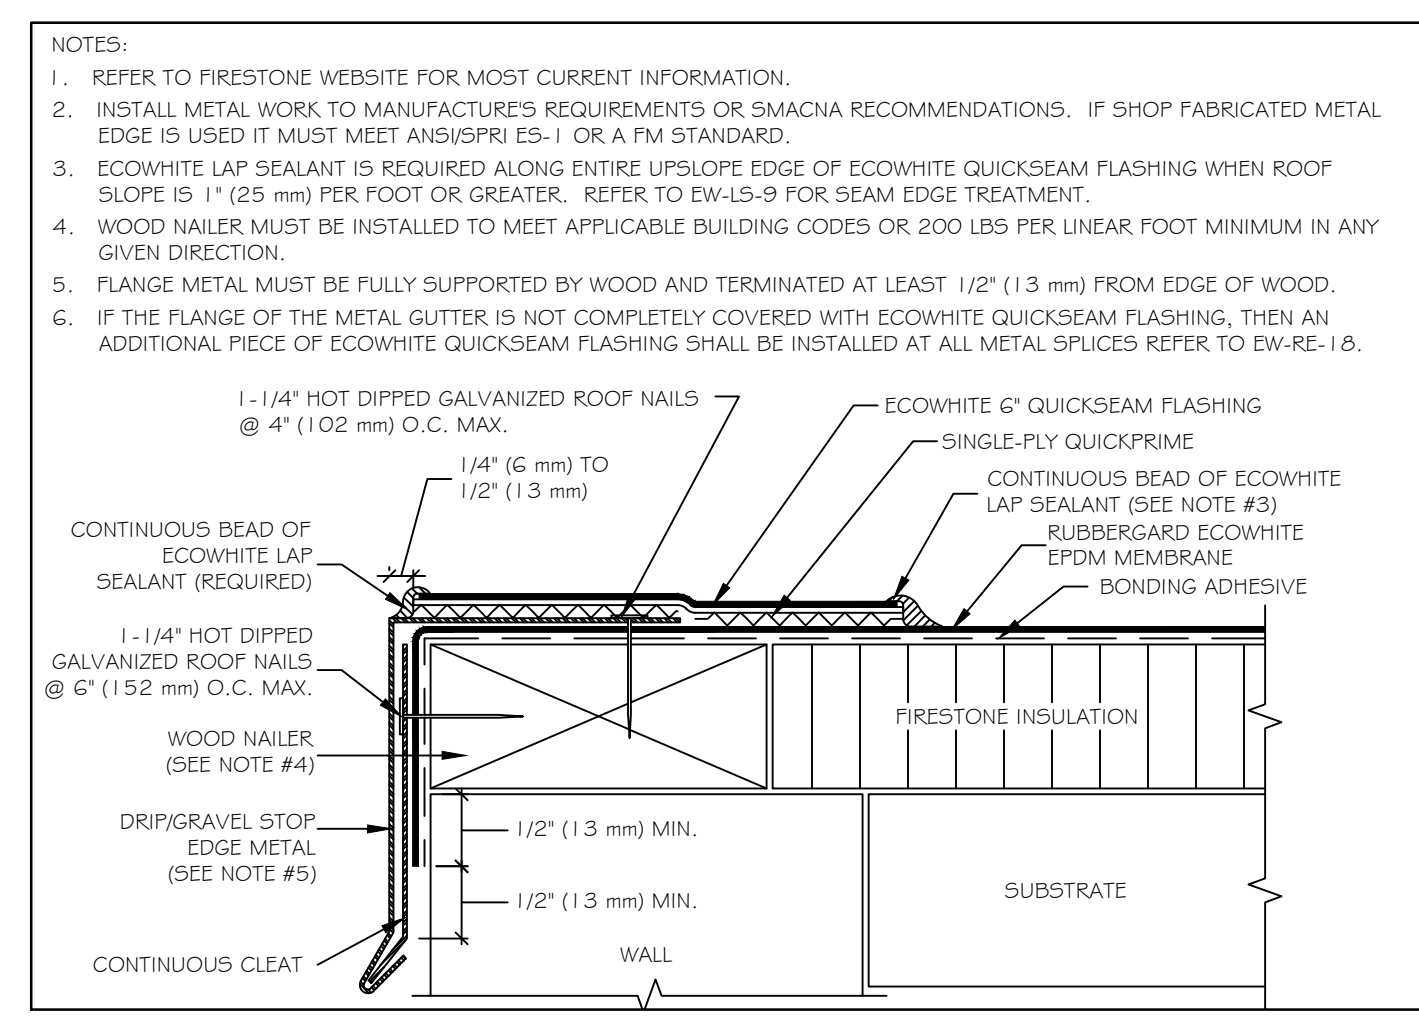 NOTES:
1. REFER TO FIRESTONE WEBSITE FOR MOST CURRENT INFORMATION.
2. INSTALL METAL WORK TO MANUFACTURE'S REQUIREMENTS OR SMACNA RECOMMENDATIONS. IF SHOP FABRICATED METAL
EDGE IS USED IT MUST MEET ANSI/SPRI ES-1 OR A FM STANDARD.
3. ECOWHITE LAP SEALANT IS REQUIRED ALONG ENTIRE UPSLOPE EDGE OF ECOWHITE QUICKSEAM FLASHING WHEN ROOF
SLOPE IS 1" (25 mm) PER FOOT OR GREATER. REFER TO EW-LS-9 FOR SEAM EDGE TREATMENT.
4. WOOD NAILER MUST BE INSTALLED TO MEET APPLICABLE BUILDING CODES OR 200 LBS PER LINEAR FOOT MINIMUM IN ANY
GIVEN DIRECTION.
5. FLANGE METAL MUST BE FULLY SUPPORTED BY WOOD AND TERMINATED AT LEAST 1/2" (13 mm) FROM EDGE OF WOOD.
6. IF THE FLANGE OF THE METAL GUTTER IS NOT COMPLETELY COVERED WITH ECOWHITE QUICKSEAM FLASHING, THEN AN
ADDITIONAL PIECE OF ECOWHITE QUICKSEAM FLASHING SHALL BE INSTALLED AT ALL METAL SPLICES REFER TO EW-RE-18.
1-1/4" HOT DIPPED GALVANIZED ROOF NAILS
@ 4" (102 mm) O.C. MAX.
1/4" (6 mm) TO
1/2" (13 mm)
CONTINUOUS BEAD OF
ECOWHITE LAP
SEALANT (REQUIRED)
1-1/4" HOT DIPPED
GALVANIZED ROOF NAILS
@ 6" (152 mm) O.C. MAX.
WOOD NAILER
(SEE NOTE #4)
DRIP/GRAVEL STOP
EDGE METAL
(SEE NOTE #5)
CONTINUOUS CLEAT
ECOWHITE 6" QUICKSEAM FLASHING
SINGLE-PLY QUICKPRIME
CONTINUOUS BEAD OF ECOWHITE
LAP SEALANT (SEE NOTE #3)
RUBBERGARD ECOWHITE
EPDM MEMBRANE
BONDING ADHESIVE
FIRESTONE INSULATION
1/2" (13 mm) MIN.
1/2" (13 mm) MIN.
SUBSTRATE
WALL